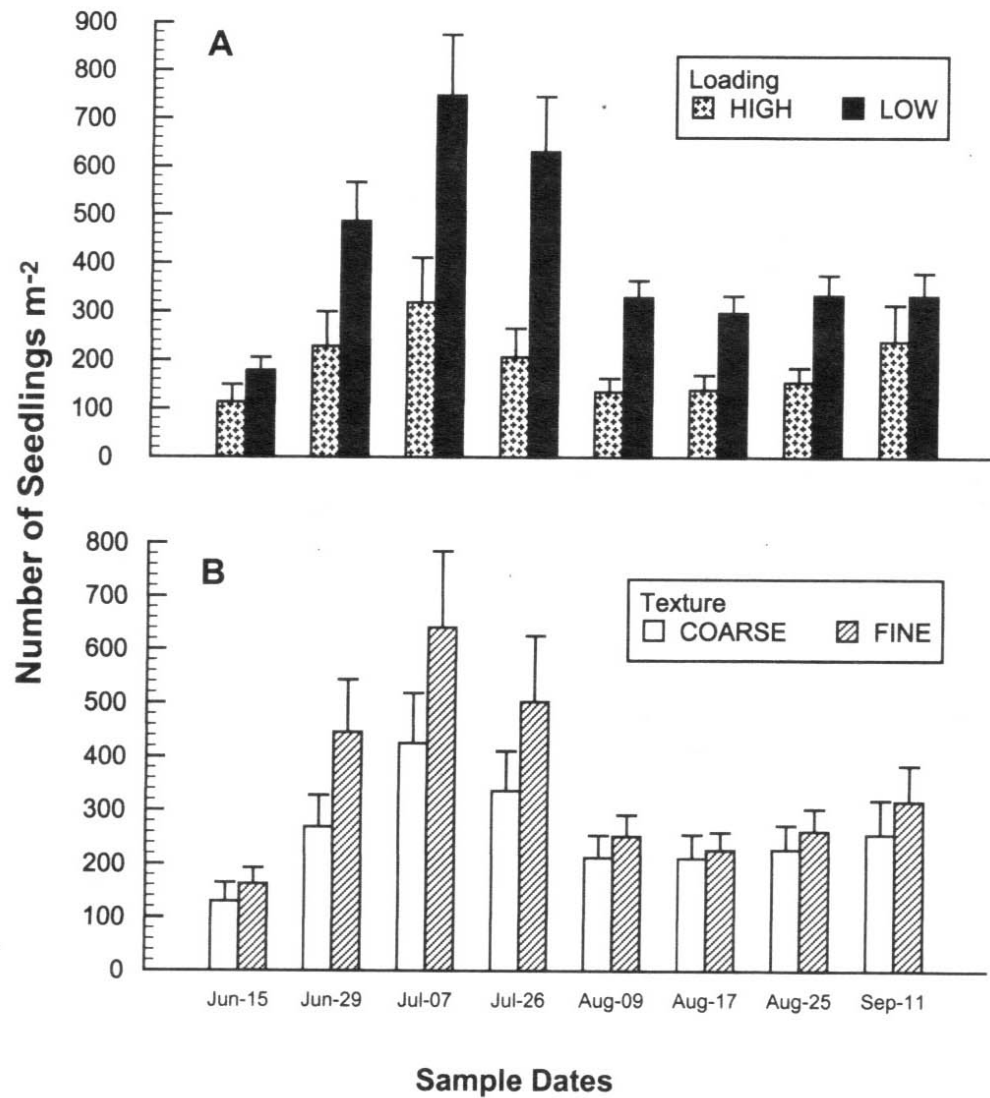 A
900
800
700
600
500
400
300
200
100
0
Loading
HIGH LOW
Number of Seedlings m-2
B
800
700
600
500
400
300
200
100
0
Texture
COARSE FINE
Jun-15 Jun-29 Jul-07 Jul-26 Aug-09 Aug-17 Aug-25 Sep-11
Sample Dates